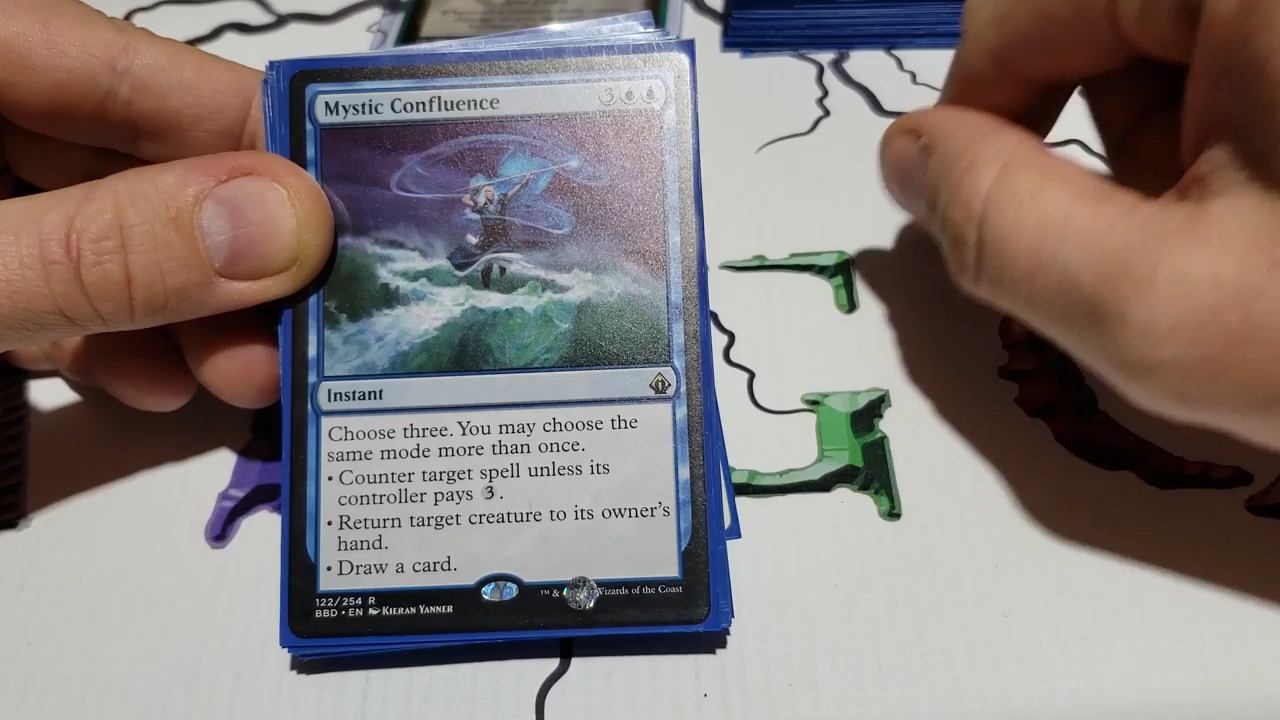 Mystic Confluence 3
Instant
Choose three. You may choose the
same mode more than once.
• Counter target spell unless its
controller pays 3.
• Return target creature to its owner's
hand.
• Draw a card.
122/254 R
BBD • EN KIERAN YANNER
™ & Wizards of the Coast